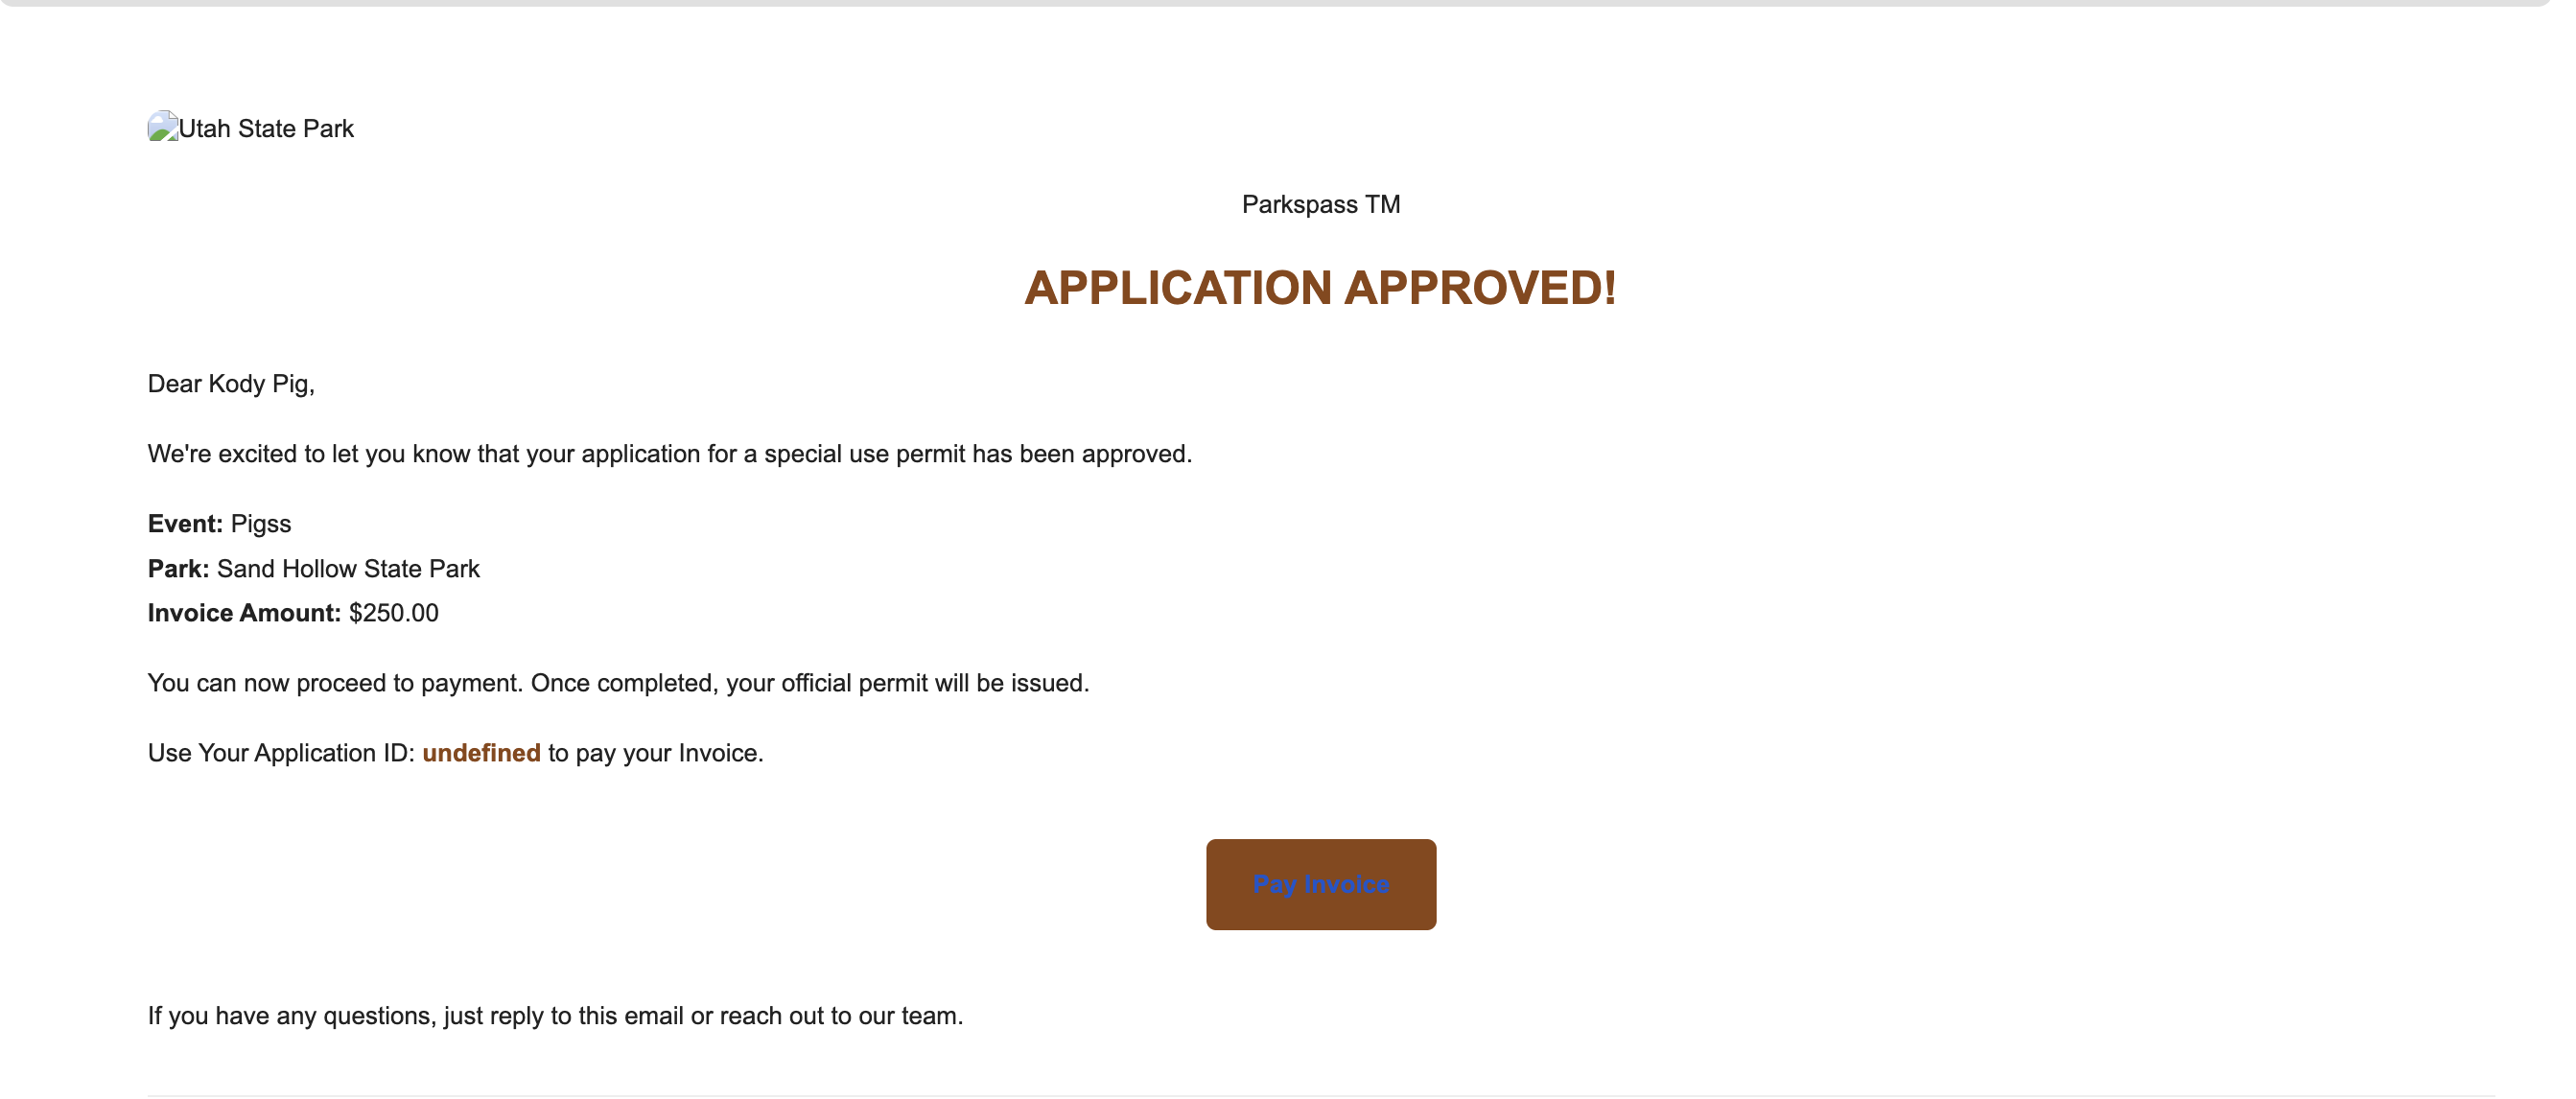 Utah State Park
Parkspass TM
APPLICATION APPROVED!
Dear Kody Pig,
We're excited to let you know that your application for a special use permit has been approved.
Event: Pigss
Park: Sand Hollow State Park
Invoice Amount: $250.00
You can now proceed to payment. Once completed, your official permit will be issued.
Use Your Application ID: undefined to pay your Invoice.
Pay Invoice
If you have any questions, just reply to this email or reach out to our team.